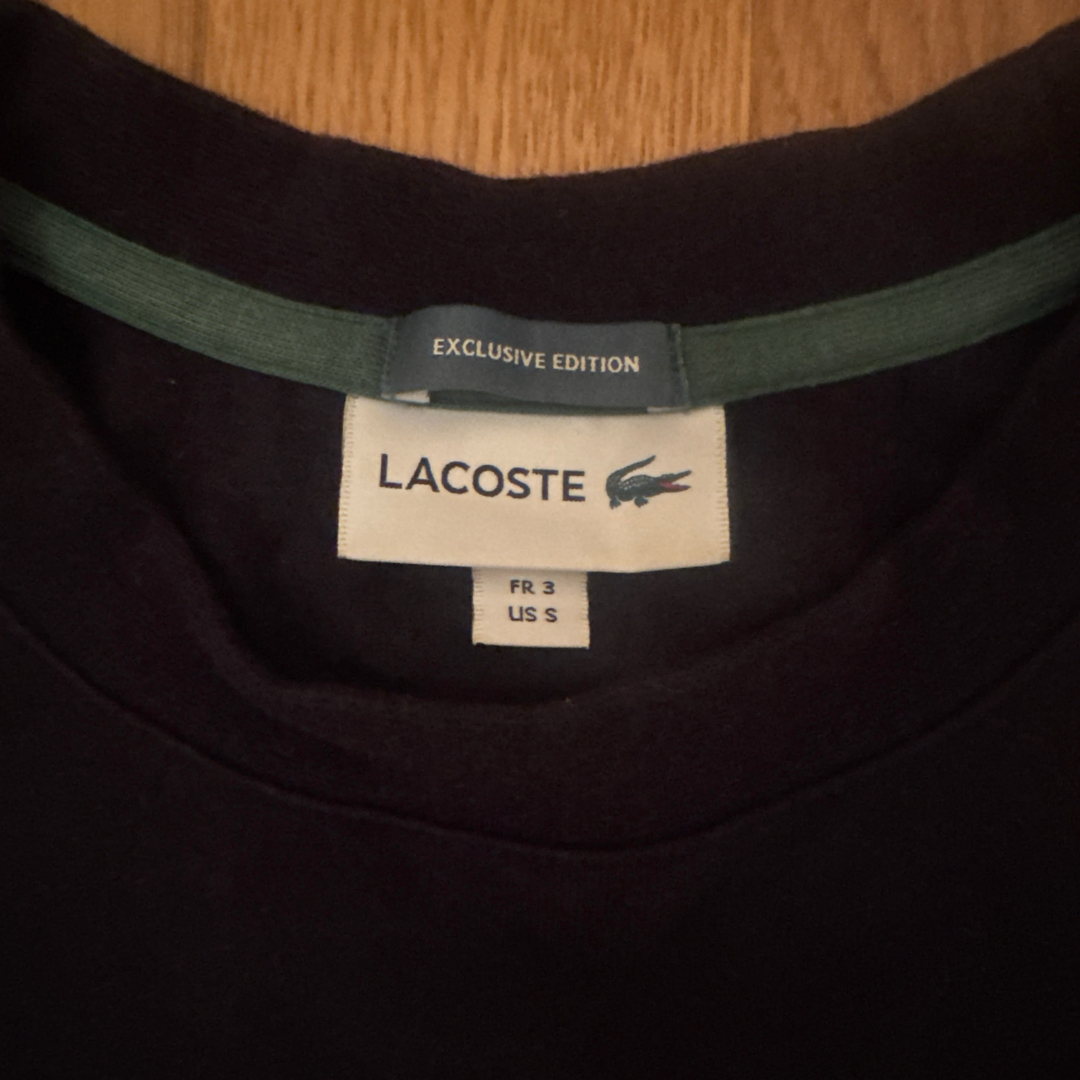 EXCLUSIVE EDITION
LACOSTE
FR 3
US S